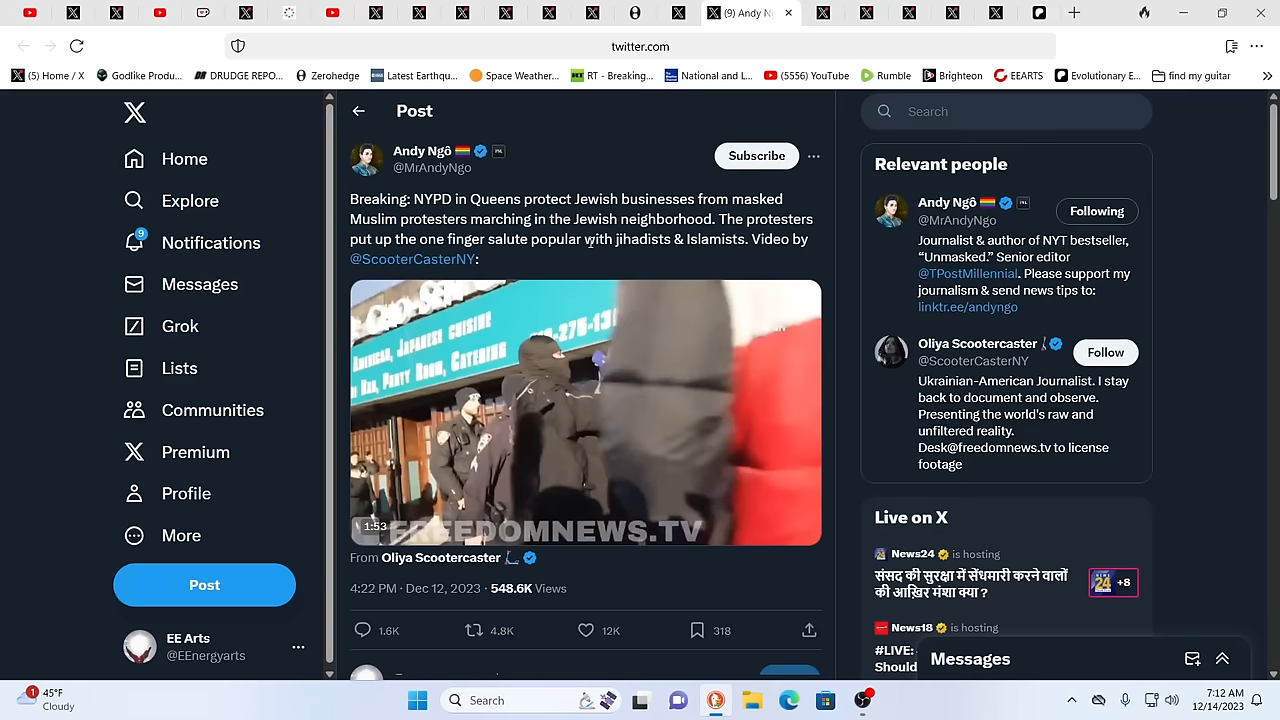 (9) Andy N
twitter.com
(5) Home / X
Godlike Produ...
DRUDGE REPO...
Zerohedge
Latest Earthqu...
Space Weather...
RT - Breaking...
National and L...
(5556) YouTube
Rumble
Brighteon
EEARTS
Evolutionary E...
find my guitar
Home
Explore
9
Notifications
Messages
Grok
Lists
Communities
Premium
Profile
More
Post
EE Arts
@EEnergyarts
Post
Andy Ngô
@MrAndyNgo
Subscribe
Breaking: NYPD in Queens protect Jewish businesses from masked
Muslim protesters marching in the Jewish neighborhood. The protesters
put up the one finger salute popular with jihadists & Islamists. Video by
@ScooterCasterNY:
AMERICAN, JAPANESE CUISINE
BAR, PARTY ROOM, CATERING
1:53
FREEDOMNEWS.TV
From Oliya Scootercaster
4:22 PM · Dec 12, 2023 · 548.6K Views
1.6K
4.8K
12K
318
Search
Relevant people
Andy Ngô
@MrAndyNgo
Following
Journalist & author of NYT bestseller,
“Unmasked.” Senior editor
@TPostMillennial. Please support my
journalism & send news tips to:
linktr.ee/andyngo
Oliya Scootercaster
@ScooterCasterNY
Follow
Ukrainian-American Journalist. I stay
back to document and observe.
Presenting the world's raw and
unfiltered reality.
Desk@freedomnews.tv to license
footage
Live on X
News24 is hosting
संसद की सुरक्षा में सेंधमारी करने वालों
की आख़िर मंशा क्या ?
24
+8
News18 is hosting
#LIVE:
Should
Messages
1
45°F
Cloudy
Search
7:12 AM
12/14/2023